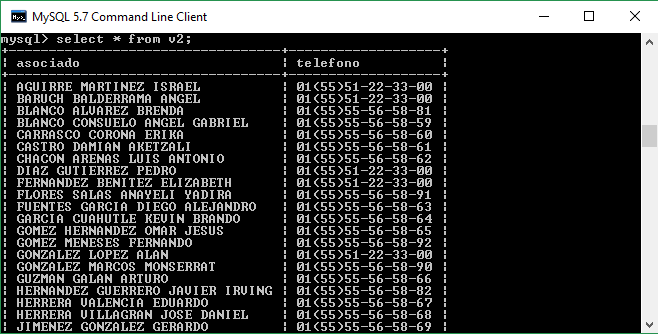 MySQL 5.7 Command Line Client
mysql> select * from v2;
+-------------------------------+-------------------+
| asociado | telefono |
+-------------------------------+-------------------+
| AGUIRRE MARTINEZ ISRAEL | 01(55)51-22-33-00 |
| BARUCH BALDERRAMA ANGEL | 01(55)51-22-33-00 |
| BLANCO ALVAREZ BRENDA | 01(55)55-56-58-81 |
| BLANCO CONSUELO ANGEL GABRIEL | 01(55)55-56-58-59 |
| CARRASCO CORONA ERIKA | 01(55)55-56-58-60 |
| CASTRO DAMIAN AKETZALI | 01(55)55-56-58-61 |
| CHACON ARENAS LUIS ANTONIO | 01(55)55-56-58-62 |
| DIAZ GUTIERREZ PEDRO | 01(55)51-22-33-00 |
| FERNANDEZ BENITEZ ELIZABETH | 01(55)51-22-33-00 |
| FLORES SALAS ANAYELI YADIRA | 01(55)55-56-58-91 |
| FUENTES GARCIA DIEGO ALEJANDRO | 01(55)55-56-58-63 |
| GARCIA CUAHUTLE KEVIN BRANDO | 01(55)55-56-58-64 |
| GOMEZ HERNANDEZ OMAR JESUS | 01(55)55-56-58-65 |
| GOMEZ MENESES FERNANDO | 01(55)55-56-58-92 |
| GONZALEZ LOPEZ ALAN | 01(55)51-22-33-00 |
| GONZALEZ MARCOS MONSERRAT | 01(55)55-56-58-90 |
| GUZMAN GALAN ARTURO | 01(55)55-56-58-66 |
| HERNANDEZ GUERRERO JAVIER IRVING | 01(55)55-56-58-82 |
| HERRERA VALENCIA EDUARDO | 01(55)55-56-58-67 |
| HERRERA VILLAGRAN JOSE DANIEL | 01(55)55-56-58-68 |
| JIMENEZ GONZALEZ GERARDO | 01(55)55-56-58-69 |